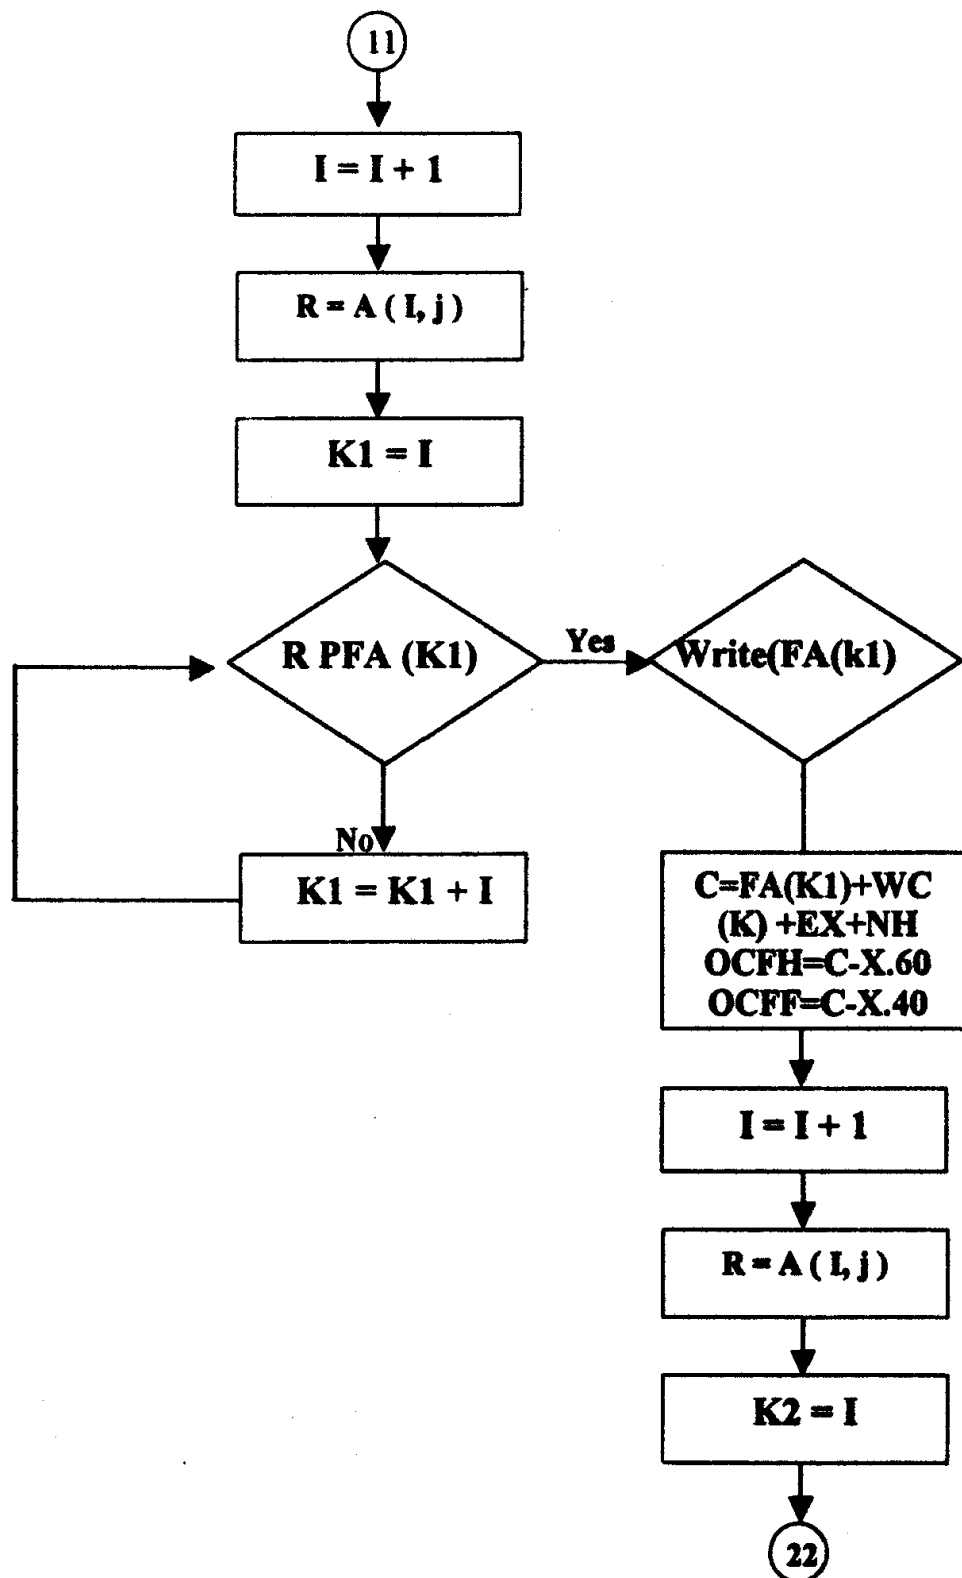 11
I = I + 1
R = A ( I, j )
K1 = I
R PFA (K1)
Yes
Write(FA(k1)
No
K1 = K1 + I
C=FA(K1)+WC
(K) +EX+NH
OCFH=C-X.60
OCFF=C-X.40
I = I + 1
R = A ( I, j )
K2 = I
22